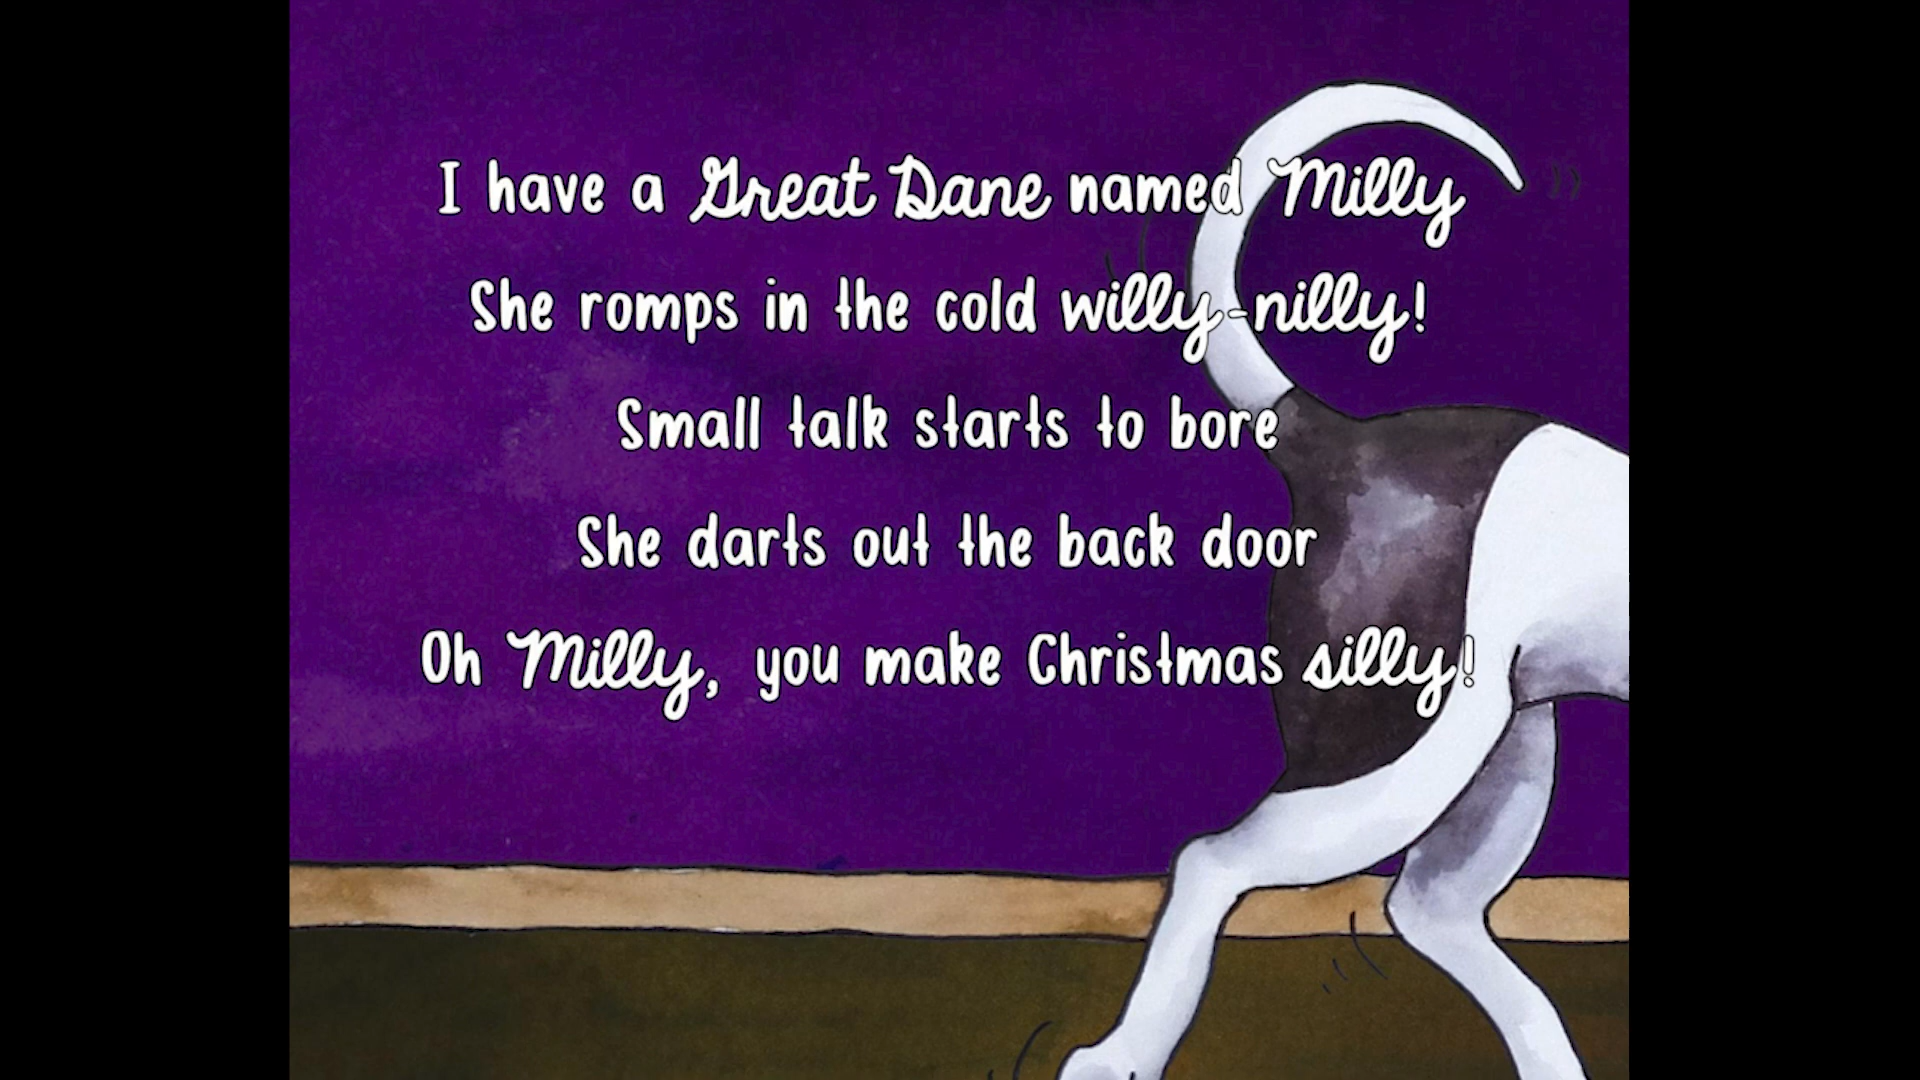 I have a Great Dane named Milly
She romps in the cold willy-nilly!
Small talk starts to bore
She darts out the back door
Oh Milly, you make Christmas silly!